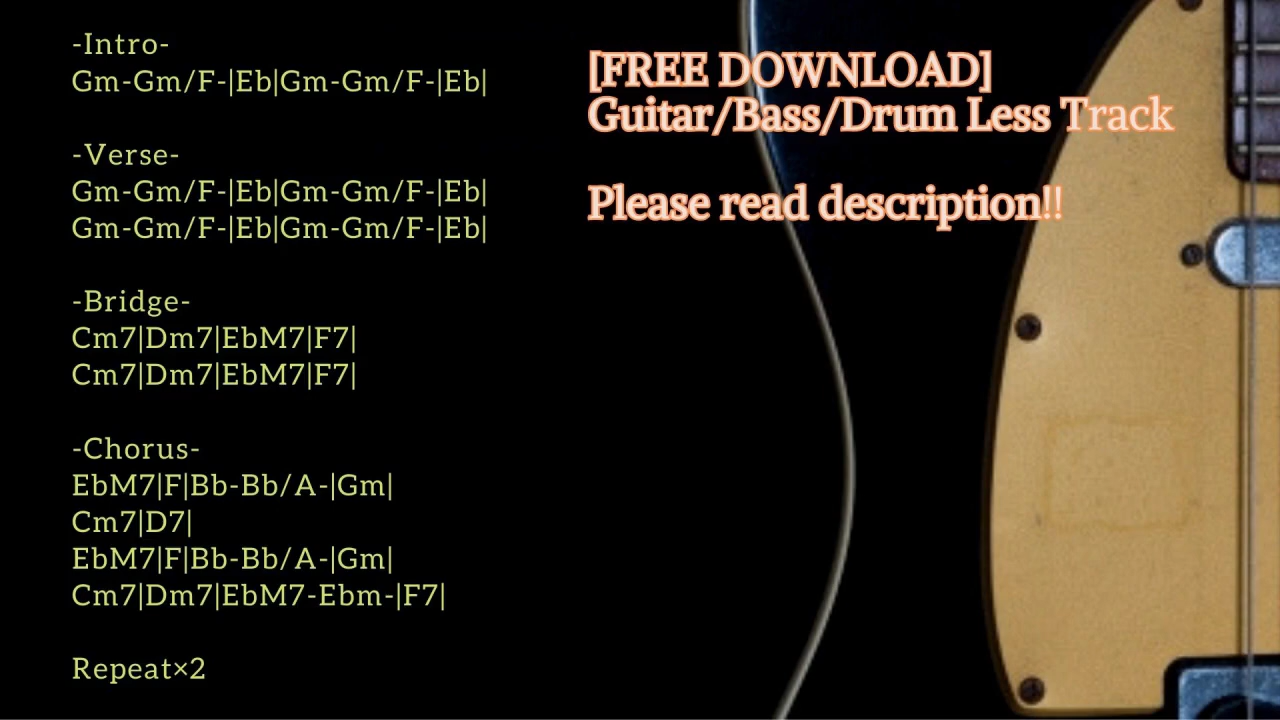 -Intro-
Gm-Gm/F-|Eb|Gm-Gm/F-|Eb|
-Verse-
Gm-Gm/F-|Eb|Gm-Gm/F-|Eb|
Gm-Gm/F-|Eb|Gm-Gm/F-|Eb|
-Bridge-
Cm7|Dm7|EbM7|F7|
Cm7|Dm7|EbM7|F7|
-Chorus-
EbM7|F|Bb-Bb/A-|Gm|
Cm7|D7|
EbM7|F|Bb-Bb/A-|Gm|
Cm7|Dm7|EbM7-Ebm-|F7|
Repeat×2
[FREE DOWNLOAD]
Guitar/Bass/Drum Less Track
Please read description!!